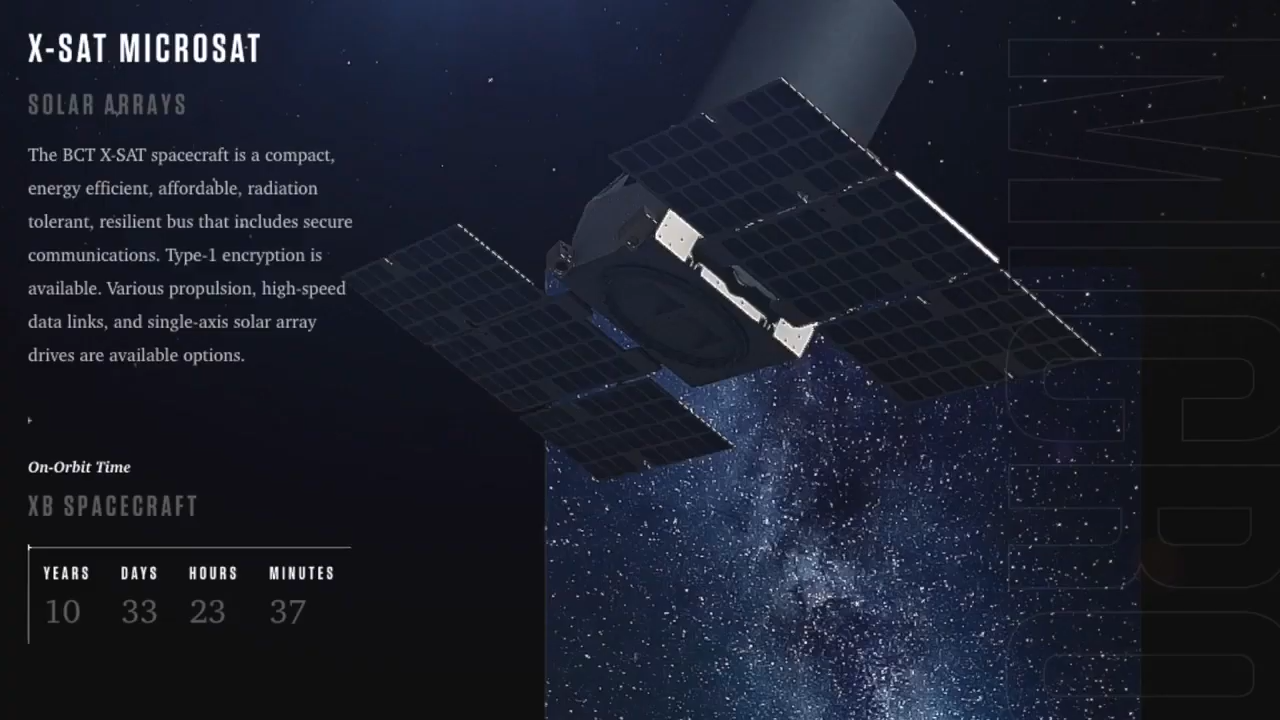 X-SAT MICROSAT
SOLAR ARRAYS
The BCT X-SAT spacecraft is a compact,
energy efficient, affordable, radiation
tolerant, resilient bus that includes secure
communications. Type-1 encryption is
available. Various propulsion, high-speed
data links, and single-axis solar array
drives are available options.
On-Orbit Time
XB SPACECRAFT
YEARS DAYS HOURS MINUTES
10 33 23 37
MICRO